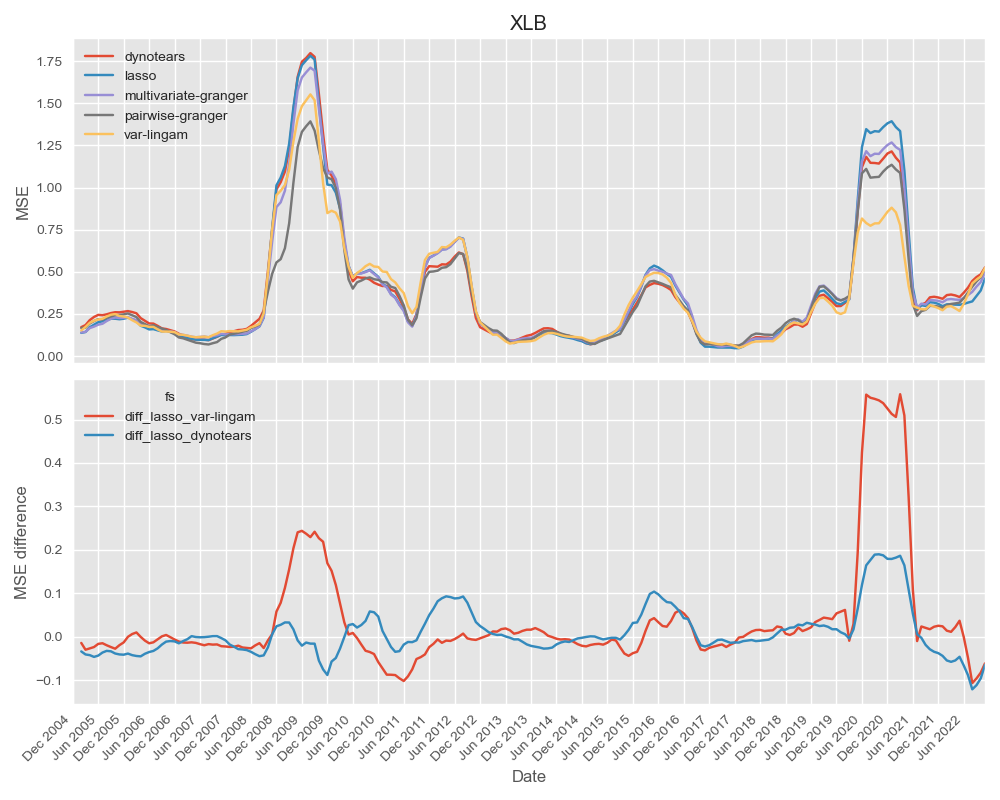 XLB
dynotears
lasso
multivariate-granger
pairwise-granger
var-lingam
1.75
1.50
1.25
1.00
0.75
0.50
0.25
0.00
MSE
fs
diff_lasso_var-lingam
diff_lasso_dynotears
0.5
0.4
0.3
0.2
0.1
0.0
−0.1
MSE difference
Dec 2004
Jun 2005
Dec 2005
Jun 2006
Dec 2006
Jun 2007
Dec 2007
Jun 2008
Dec 2008
Jun 2009
Dec 2009
Jun 2010
Dec 2010
Jun 2011
Dec 2011
Jun 2012
Dec 2012
Jun 2013
Dec 2013
Jun 2014
Dec 2014
Jun 2015
Dec 2015
Jun 2016
Dec 2016
Jun 2017
Dec 2017
Jun 2018
Dec 2018
Jun 2019
Dec 2019
Jun 2020
Dec 2020
Jun 2021
Dec 2021
Jun 2022
Date